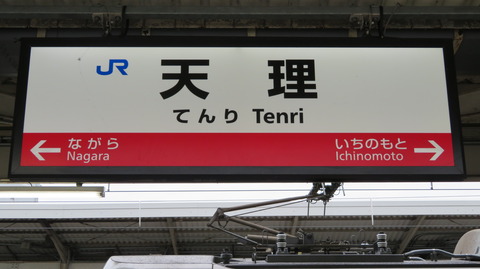 JR 天理
てんり Tenri
ながら いちのもと
Nagara Ichinomoto